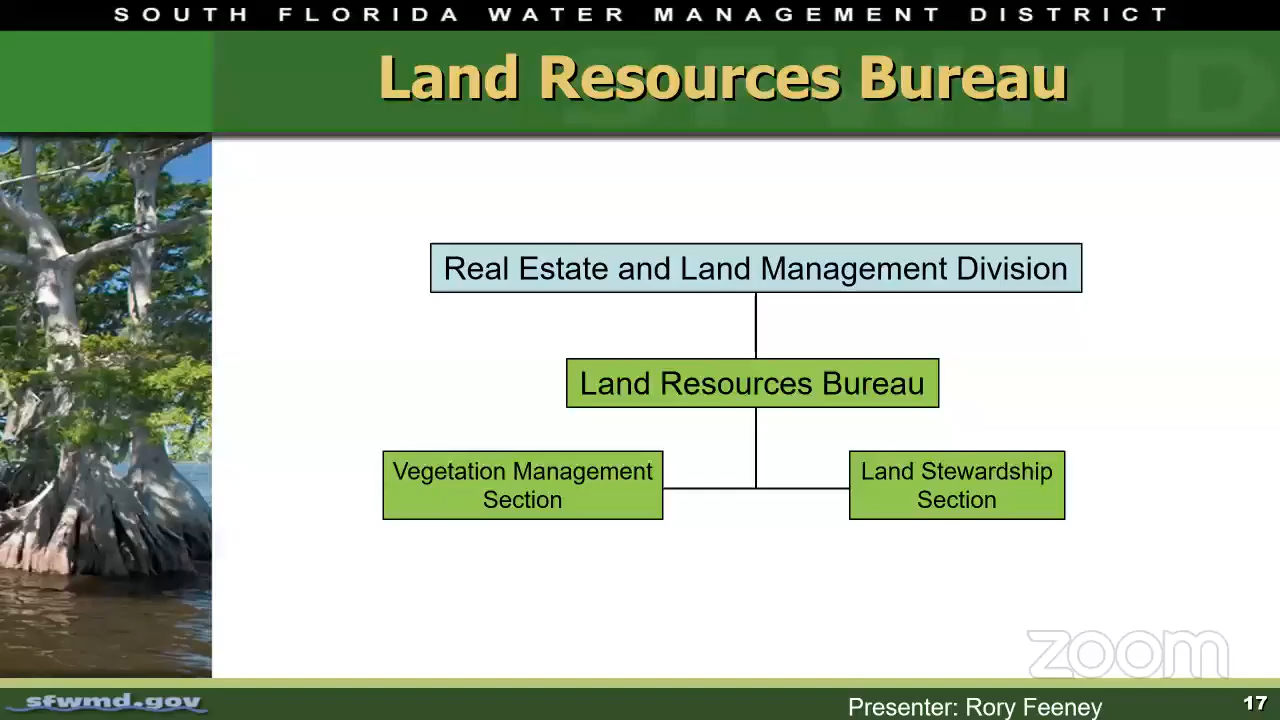 SOUTH FLORIDA WATER MANAGEMENT DISTRICT
SFWMD
Land Resources Bureau
Real Estate and Land Management Division
Land Resources Bureau
Vegetation Management
Section
Land Stewardship
Section
zoom
sfwmd.gov
Presenter: Rory Feeney
17